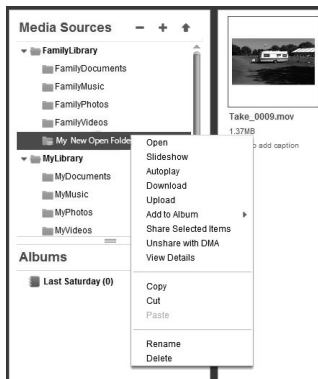 Media Sources − + 
FamilyLibrary
FamilyDocuments
FamilyMusic
FamilyPhotos
FamilyVideos
My New Open Folde
MyLibrary
MyDocuments
MyMusic
MyPhotos
MyVideos
Albums
Last Saturday (0)
Open
Slideshow
Autoplay
Download
Upload
Add to Album
Share Selected Items
Unshare with DMA
View Details
Copy
Cut
Paste
Rename
Delete
Take_0009.mov
1.37MB
to add caption